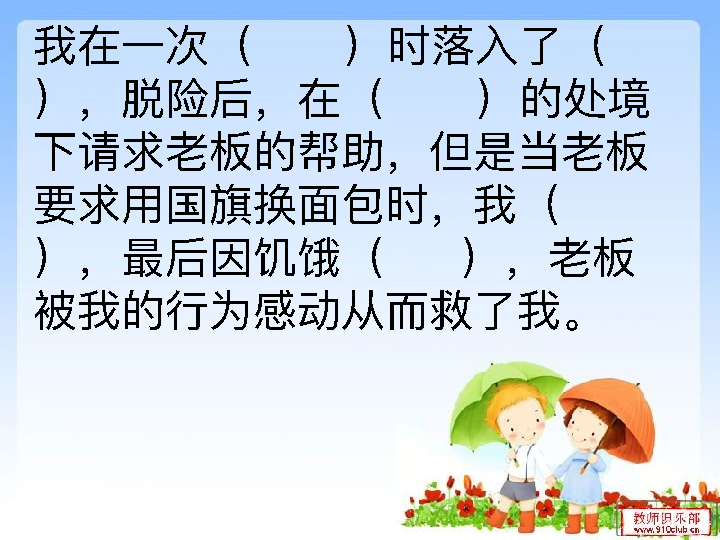 我在一次（　　）时落入了（
），脱险后，在（　　）的处境
下请求老板的帮助，但是当老板
要求用国旗换面包时，我（
），最后因饥饿（　　），老板
被我的行为感动从而救了我。
教师俱乐部
www.910club.cn